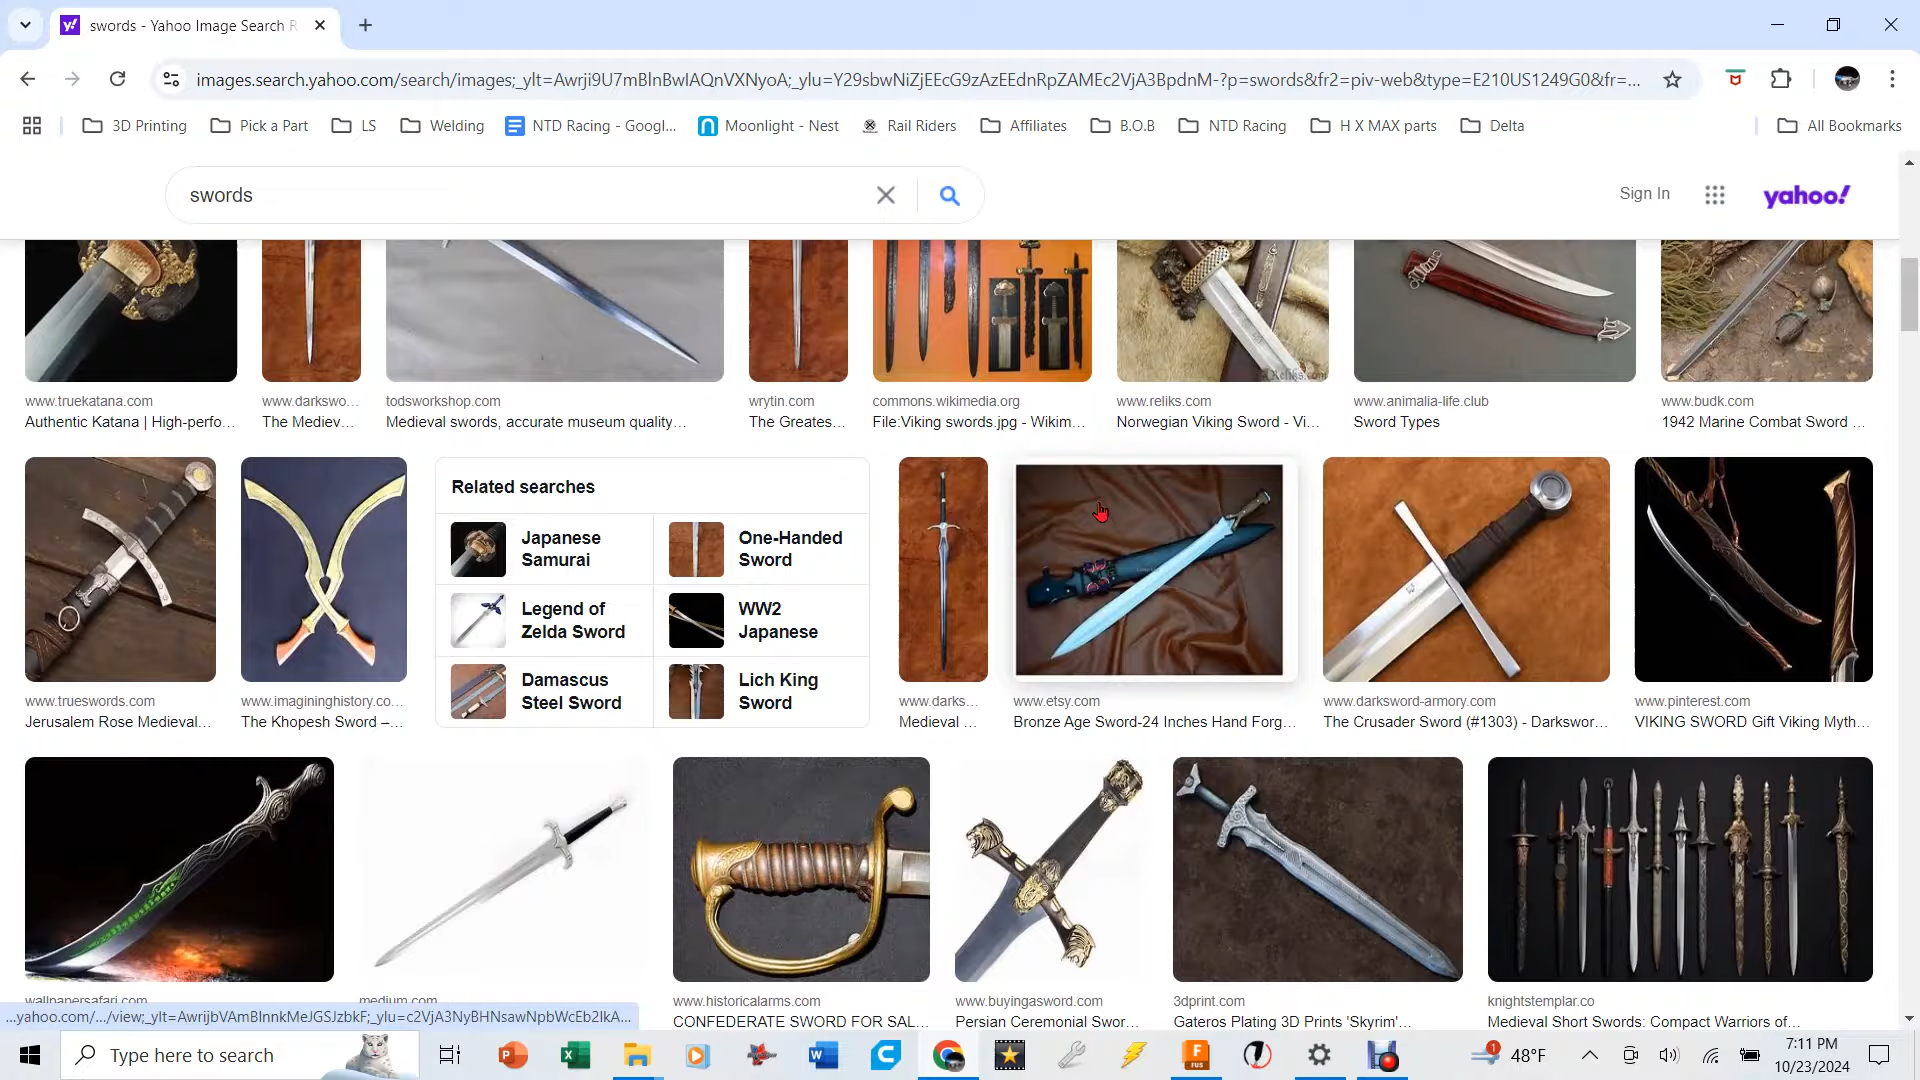 swords - Yahoo Image Search R
images.search.yahoo.com/search/images;_ylt=Awrji9U7mBlnBwIAQnVXNyoA;_ylu=Y29sbwNiZjEEcG9zAzEEdnRpZAMEc2VjA3BpdnM-?p=swords&fr2=piv-web&type=E210US1249G0&fr=...
3D Printing Pick a Part LS Welding NTD Racing - Googl... Moonlight - Nest Rail Riders Affiliates B.O.B NTD Racing H X MAX parts Delta All Bookmarks
swords Sign In yahoo!
www.truekatana.com www.darkswo... todsworkshop.com wrytin.com commons.wikimedia.org www.reliks.com www.animalia-life.club www.budk.com
Authentic Katana | High-perfo... The Mediev... Medieval swords, accurate museum quality... The Greates... File:Viking swords.jpg - Wikim... Norwegian Viking Sword - Vi... Sword Types 1942 Marine Combat Sword ...
Related searches
Japanese Samurai
One-Handed Sword
Legend of Zelda Sword
WW2 Japanese
Damascus Steel Sword
Lich King Sword
www.trueswords.com www.imagininghistory.co... www.darks... www.etsy.com www.darksword-armory.com www.pinterest.com
Jerusalem Rose Medieval... The Khopesh Sword –... Medieval ... Bronze Age Sword-24 Inches Hand Forg... The Crusader Sword (#1303) - Darkswor... VIKING SWORD Gift Viking Myth...
wallpapersafari.com medium.com www.historicalarms.com www.buyingasword.com 3dprint.com knightstemplar.co
CONFEDERATE SWORD FOR SAL... Persian Ceremonial Swor... Gateros Plating 3D Prints 'Skyrim'... Medieval Short Swords: Compact Warriors of...
...yahoo.com/.../view;_ylt=AwrijbVAmBlnnkMeJGSJzbkF;_ylu=c2VjA3NyBHNsawNpbWcEb2lkA...
Type here to search
1 48°F
7:11 PM
10/23/2024